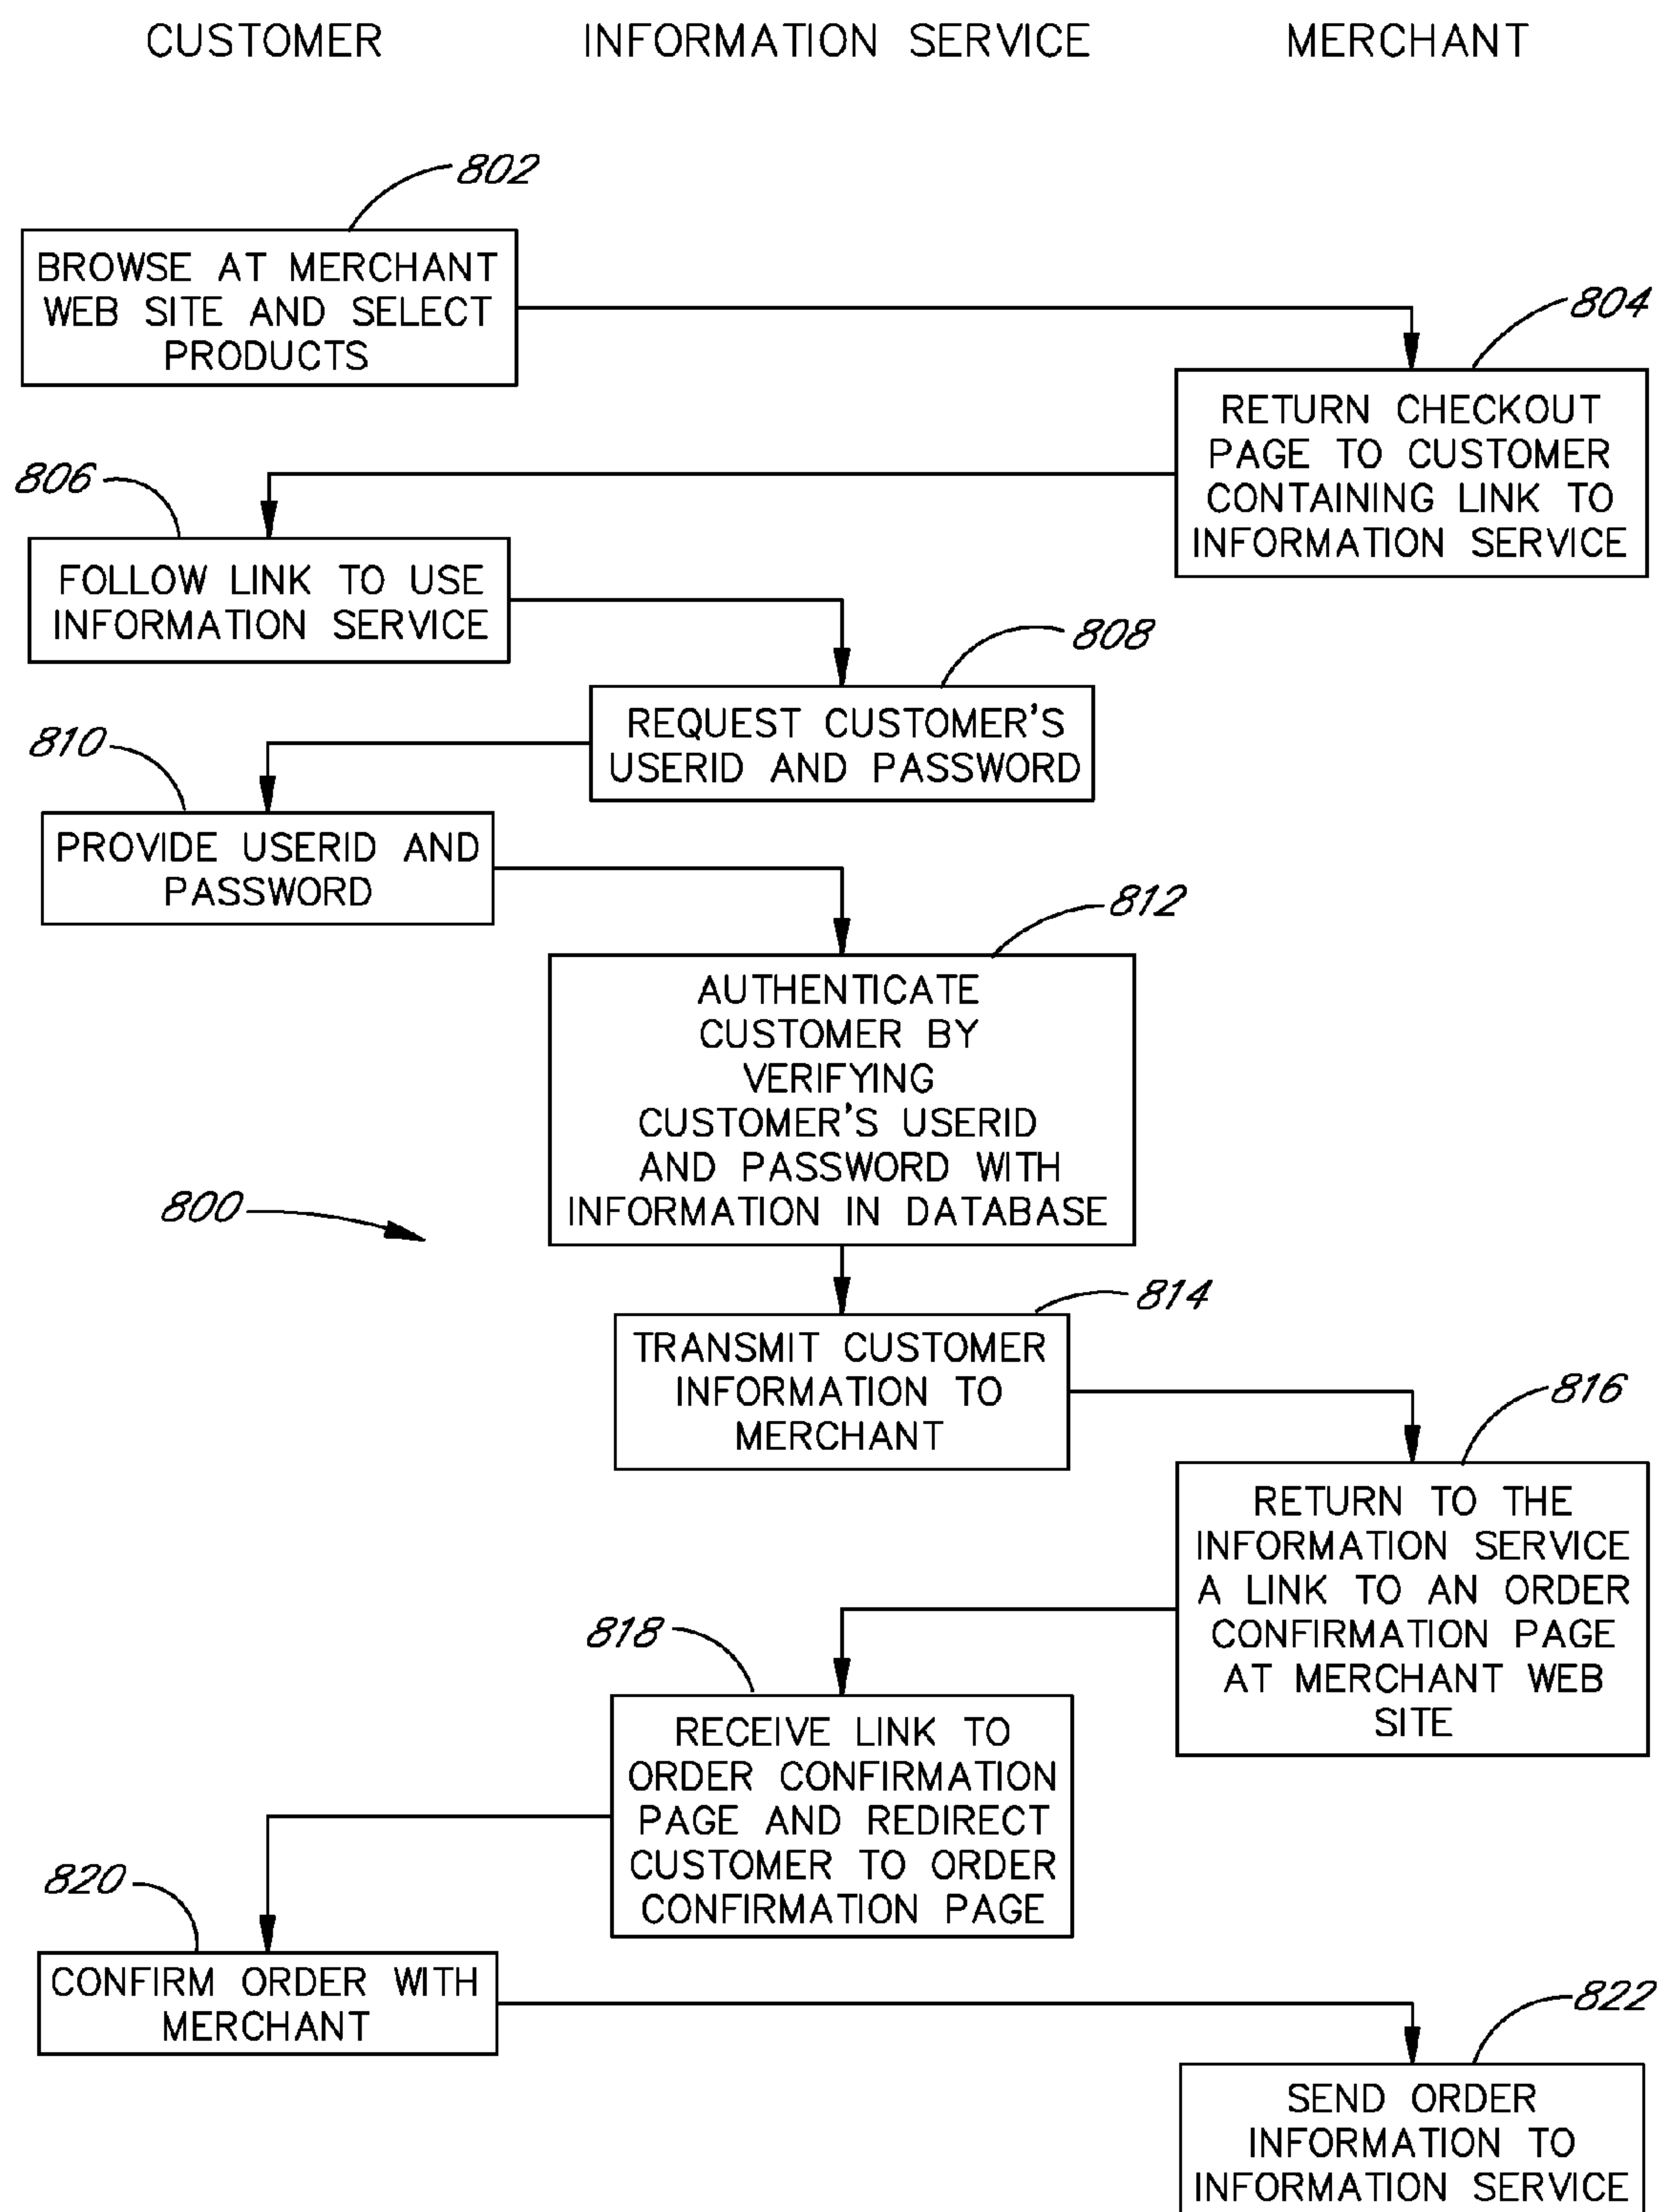 CUSTOMER INFORMATION SERVICE MERCHANT
802
BROWSE AT MERCHANT
WEB SITE AND SELECT
PRODUCTS
804
RETURN CHECKOUT
PAGE TO CUSTOMER
CONTAINING LINK TO
INFORMATION SERVICE
806
FOLLOW LINK TO USE
INFORMATION SERVICE
808
REQUEST CUSTOMER'S
USERID AND PASSWORD
810
PROVIDE USERID AND
PASSWORD
812
AUTHENTICATE
CUSTOMER BY
VERIFYING
CUSTOMER'S USERID
AND PASSWORD WITH
INFORMATION IN DATABASE
800
814
TRANSMIT CUSTOMER
INFORMATION TO
MERCHANT
816
RETURN TO THE
INFORMATION SERVICE
A LINK TO AN ORDER
CONFIRMATION PAGE
AT MERCHANT WEB
SITE
818
RECEIVE LINK TO
ORDER CONFIRMATION
PAGE AND REDIRECT
CUSTOMER TO ORDER
CONFIRMATION PAGE
820
CONFIRM ORDER WITH
MERCHANT
822
SEND ORDER
INFORMATION TO
INFORMATION SERVICE